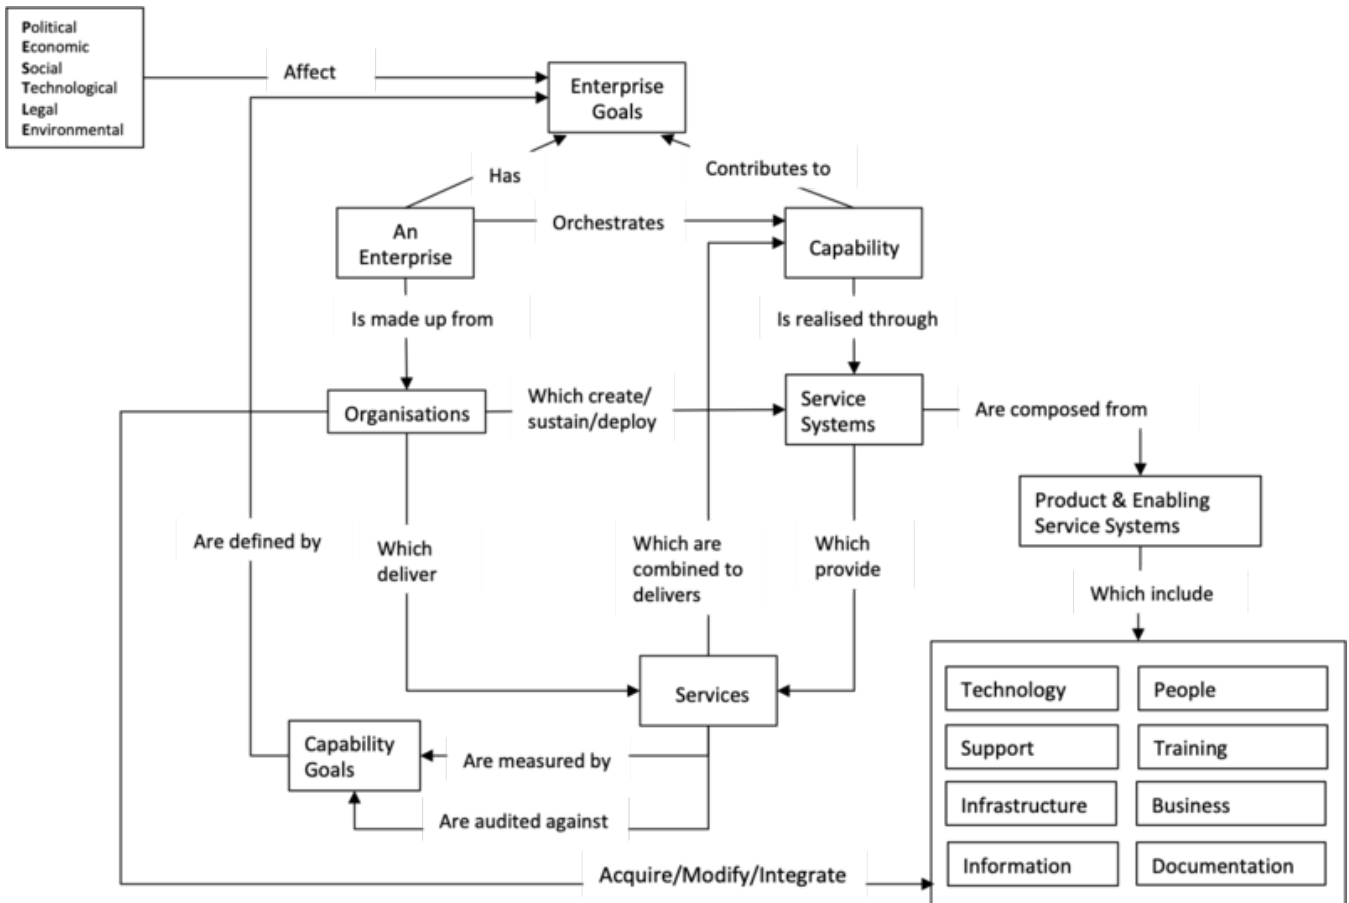 Political
Economic
Social
Technological
Legal
Environmental
Affect
Enterprise
Goals
Has
Contributes to
An
Enterprise
Orchestrates
Capability
Is made up from
Is realised through
Organisations
Which create/
sustain/deploy
Service
Systems
Are composed from
Product & Enabling
Service Systems
Are defined by
Which
deliver
Which are
combined to
delivers
Which
provide
Which include
Services
Technology
People
Capability
Goals
Are measured by
Support
Training
Infrastructure
Business
Are audited against
Information
Documentation
Acquire/Modify/Integrate